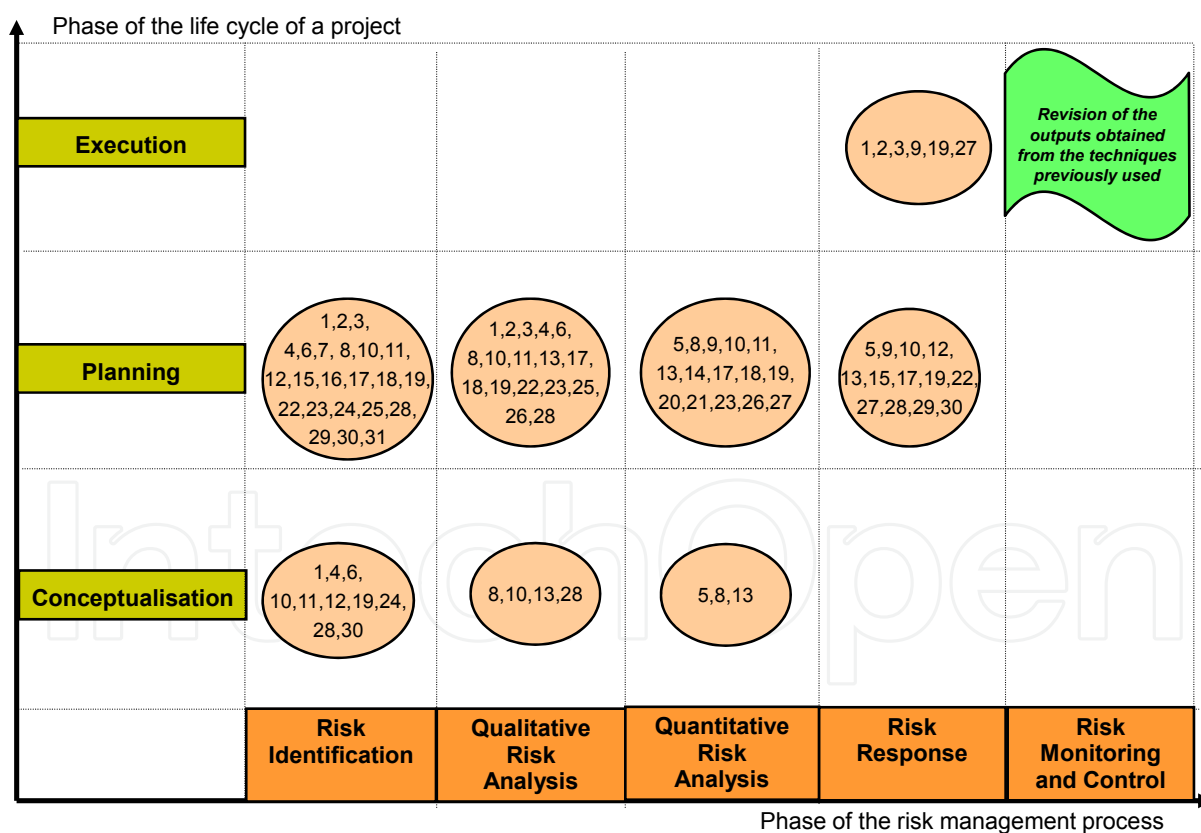 Phase of the life cycle of a project
Execution
1,2,3,9,19,27
Revision of the
outputs obtained
from the techniques
previously used
Planning
1,2,3,
4,6,7, 8,10,11,
12,15,16,17,18,19,
22,23,24,25,28,
29,30,31
1,2,3,4,6,
8,10,11,13,17,
18,19,22,23,25,
26,28
5,8,9,10,11,
13,14,17,18,19,
20,21,23,26,27
5,9,10,12,
13,15,17,19,22,
27,28,29,30
Conceptualisation
1,4,6,
10,11,12,19,24,
28,30
8,10,13,28
5,8,13
IntechOpen
Risk
Identification
Qualitative
Risk
Analysis
Quantitative
Risk
Analysis
Risk
Response
Risk
Monitoring
and Control
Phase of the risk management process